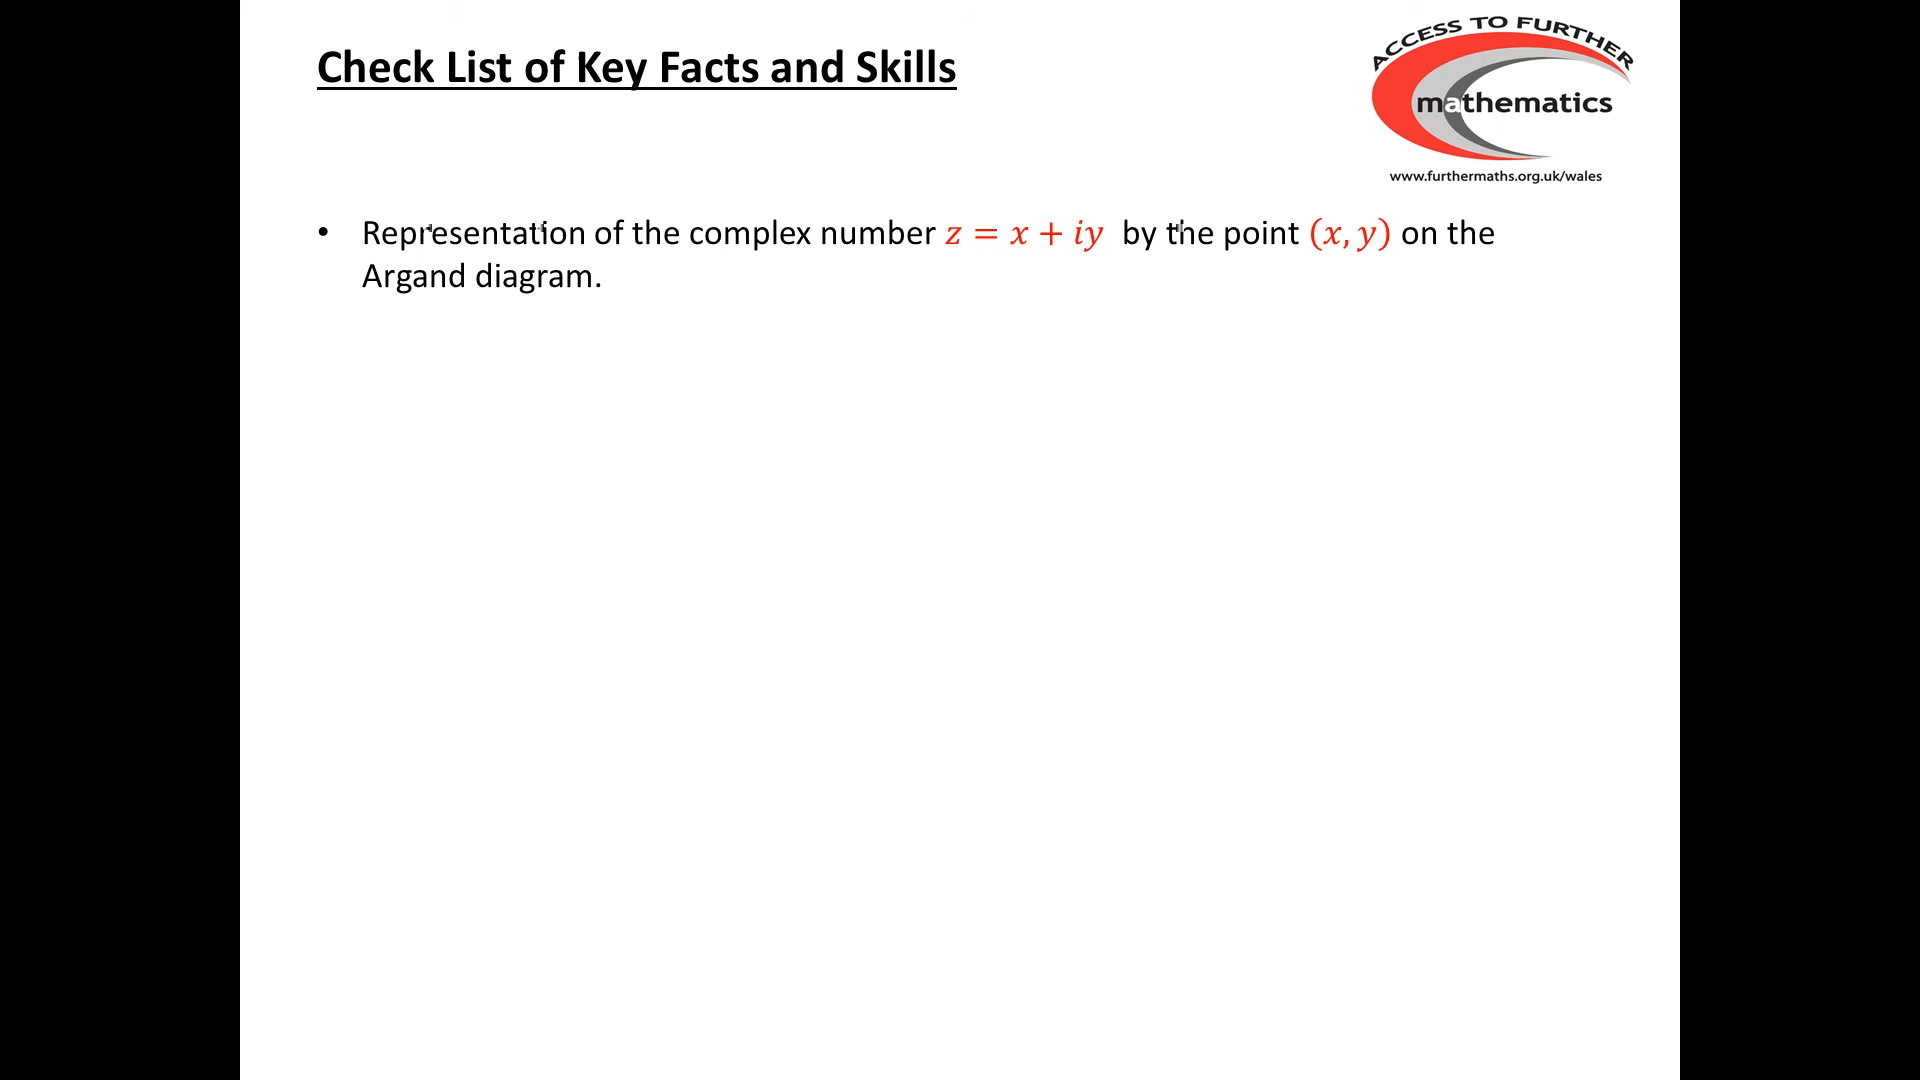 Check List of Key Facts and Skills
ACCESS TO FURTHER
mathematics
www.furthermaths.org.uk/wales
• Representation of the complex number z = x + iy by the point (x, y) on the
Argand diagram.